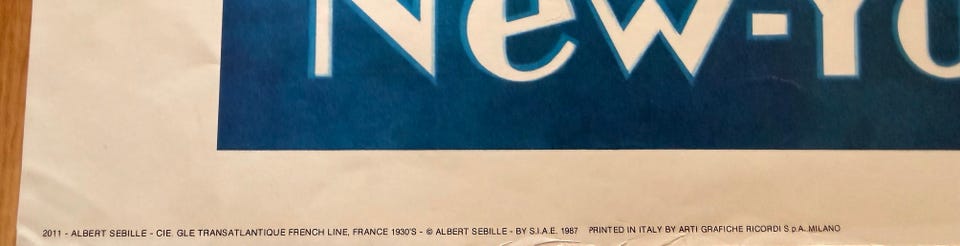 New-Yo
2011 - ALBERT SEBILLE - CIE. GLE TRANSATLANTIQUE FRENCH LINE, FRANCE 1930'S - © ALBERT SEBILLE - BY S.I.A.E. 1987 PRINTED IN ITALY BY ARTI GRAFICHE RICORDI S.p.A. MILANO